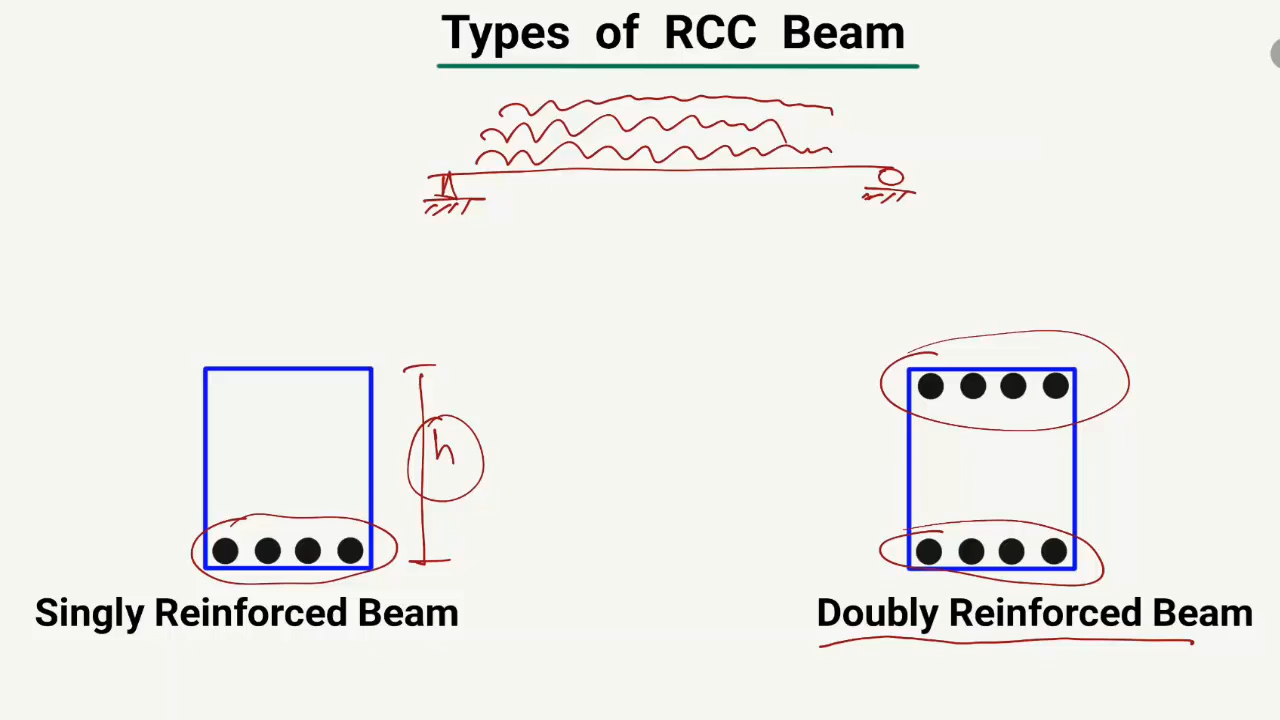 Types of RCC Beam
h
Singly Reinforced Beam
Doubly Reinforced Beam